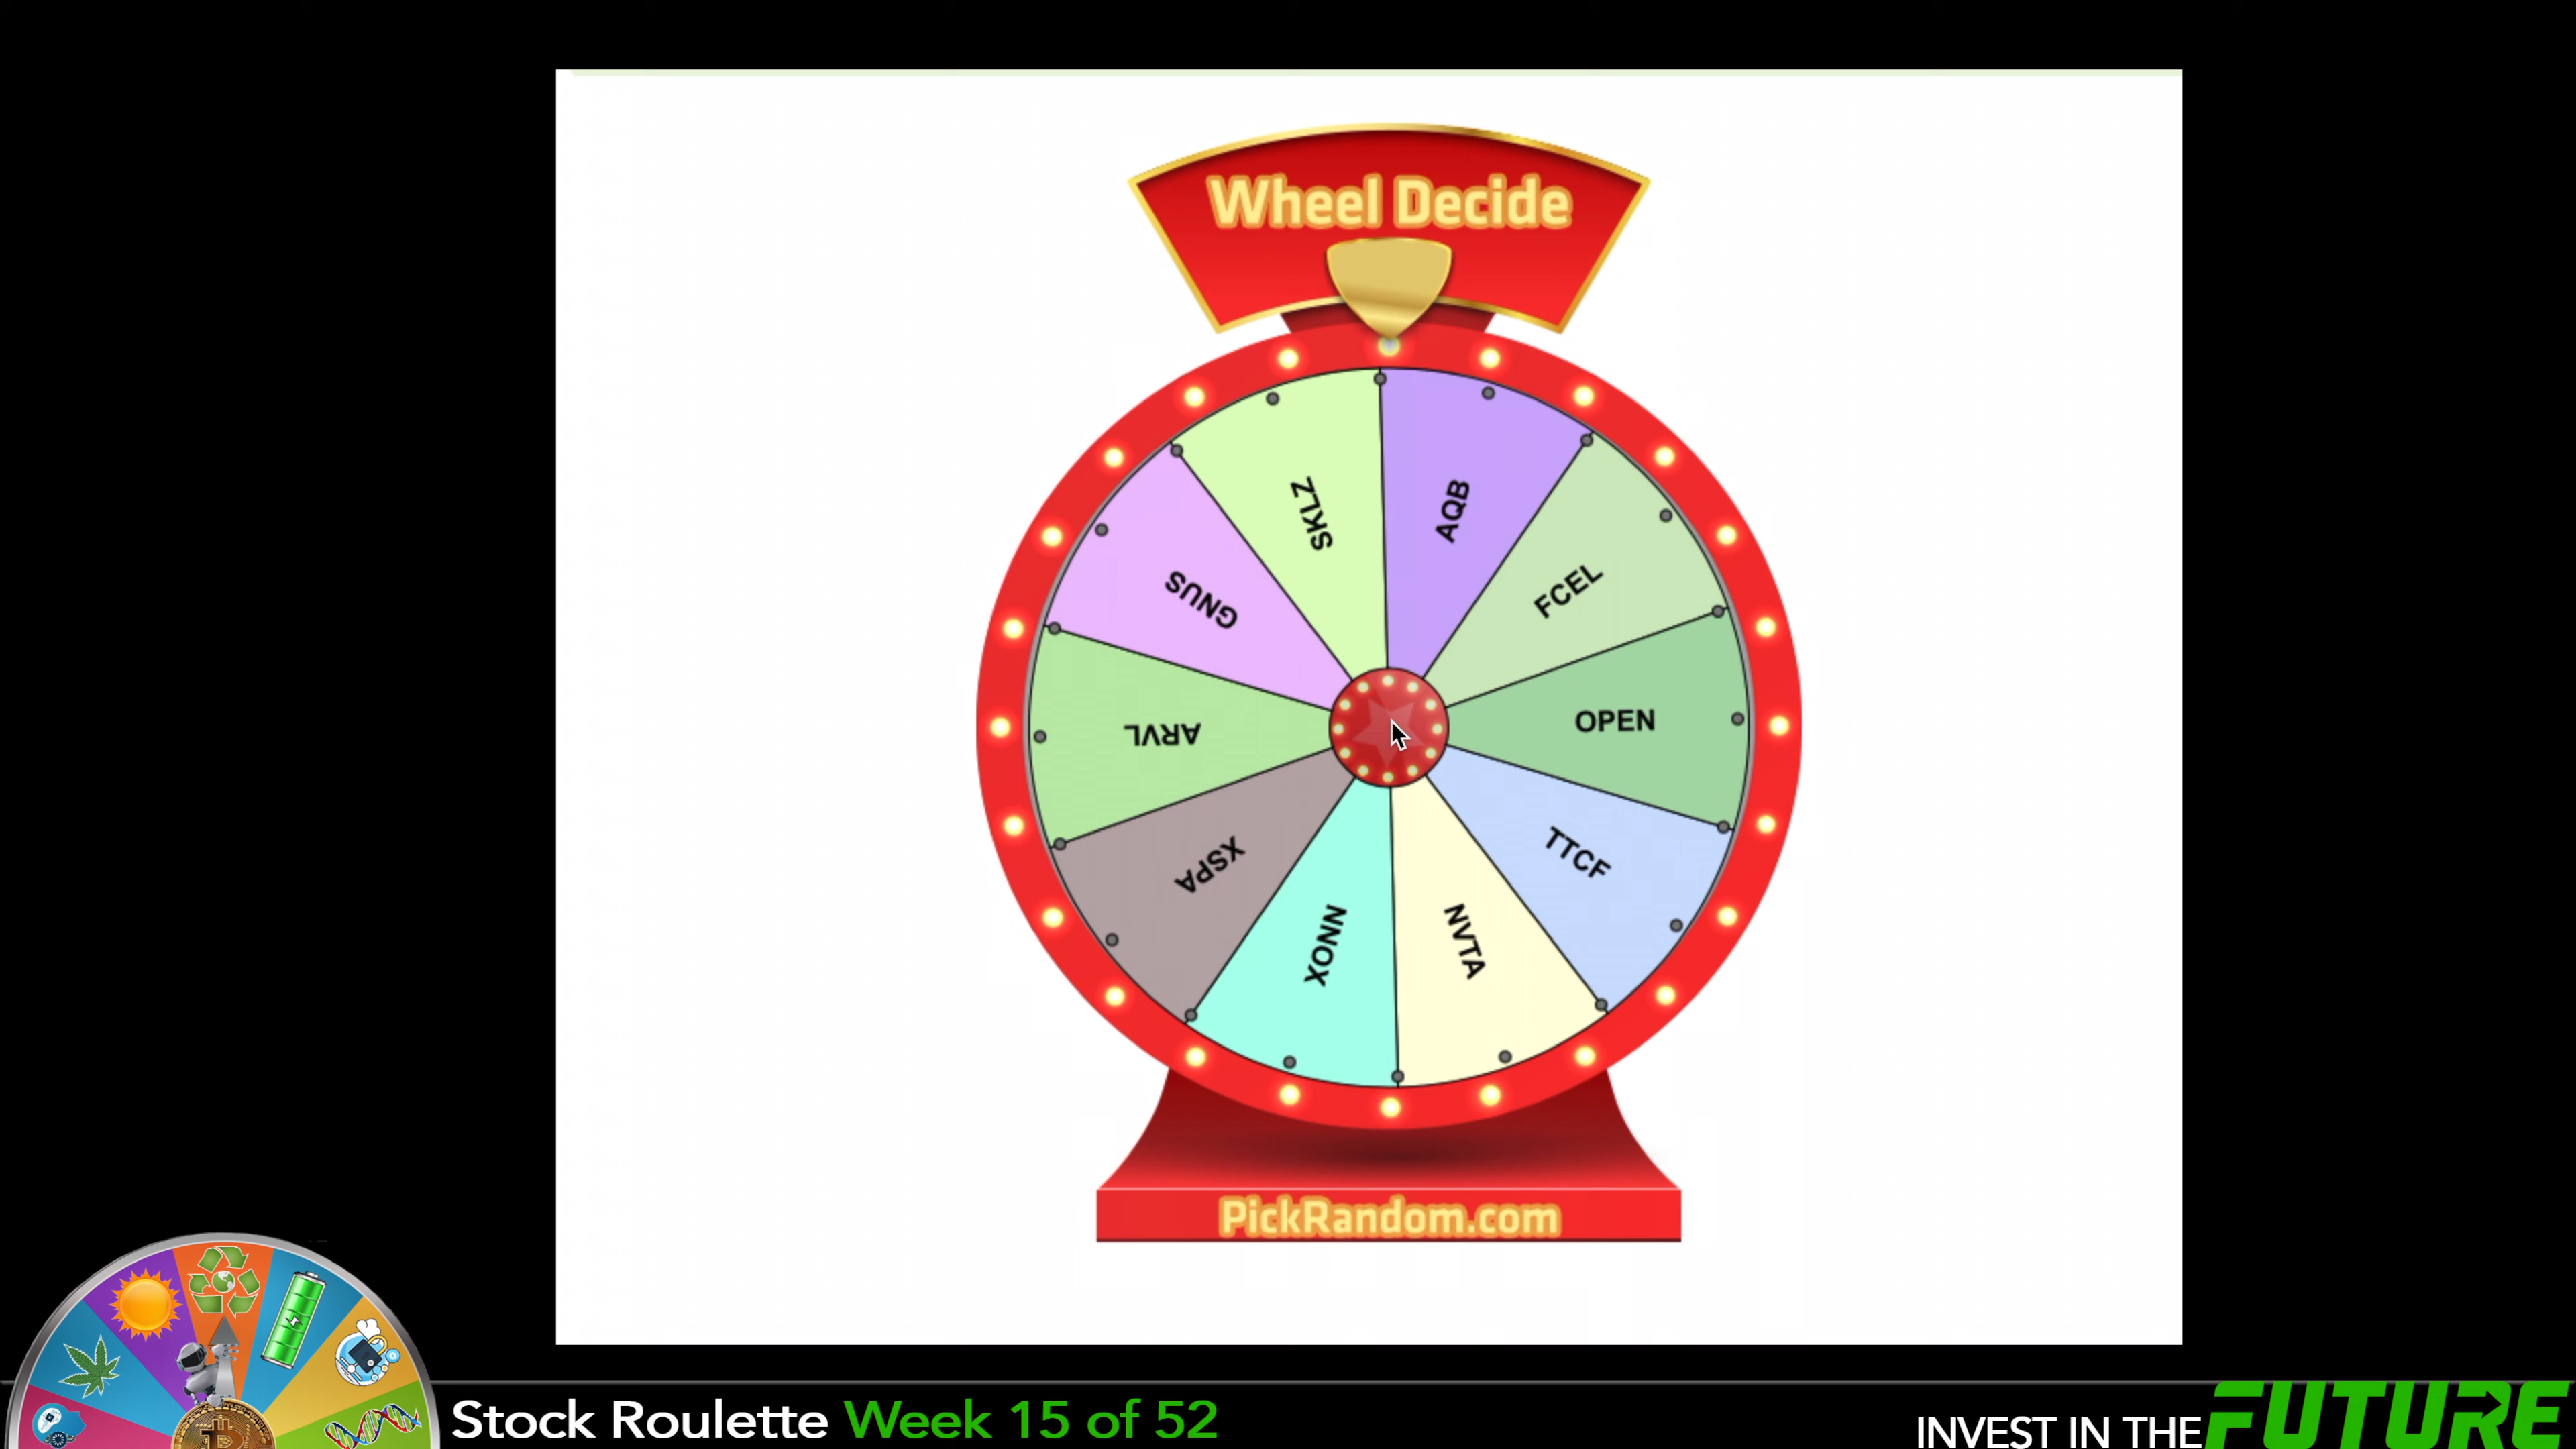 Wheel Decide
SKLZ
AQB
FCEL
OPEN
TTCF
NVTA
XONN
XSPA
ARVL
GNUS
PickRandom.com
Stock Roulette Week 15 of 52
INVEST IN THE FUTURE